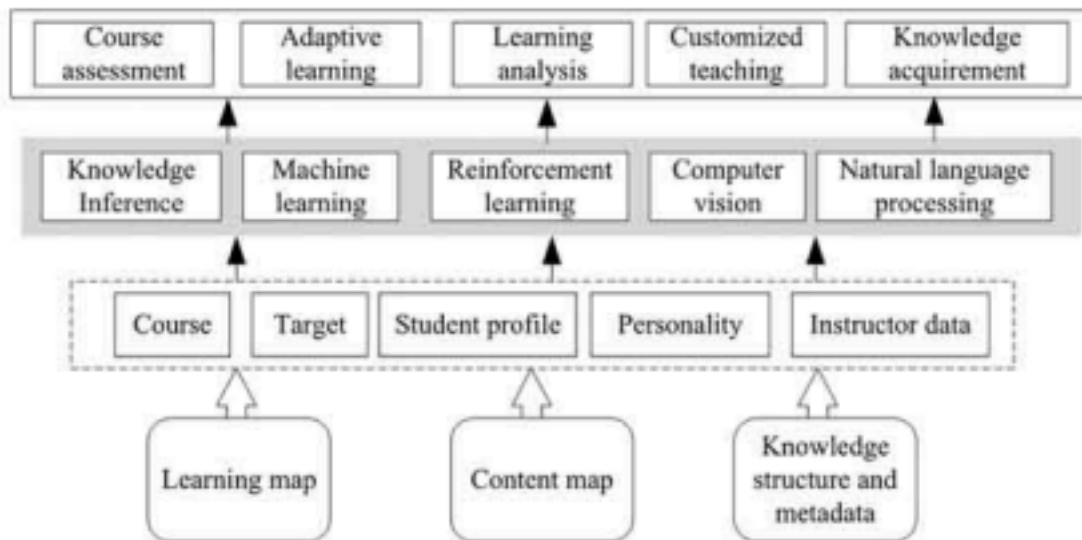 Course
assessment
Adaptive
learning
Learning
analysis
Customized
teaching
Knowledge
acquirement
Knowledge
Inference
Machine
learning
Reinforcement
learning
Computer
vision
Natural language
processing
Course
Target
Student profile
Personality
Instructor data
Learning map
Content map
Knowledge
structure and
metadata